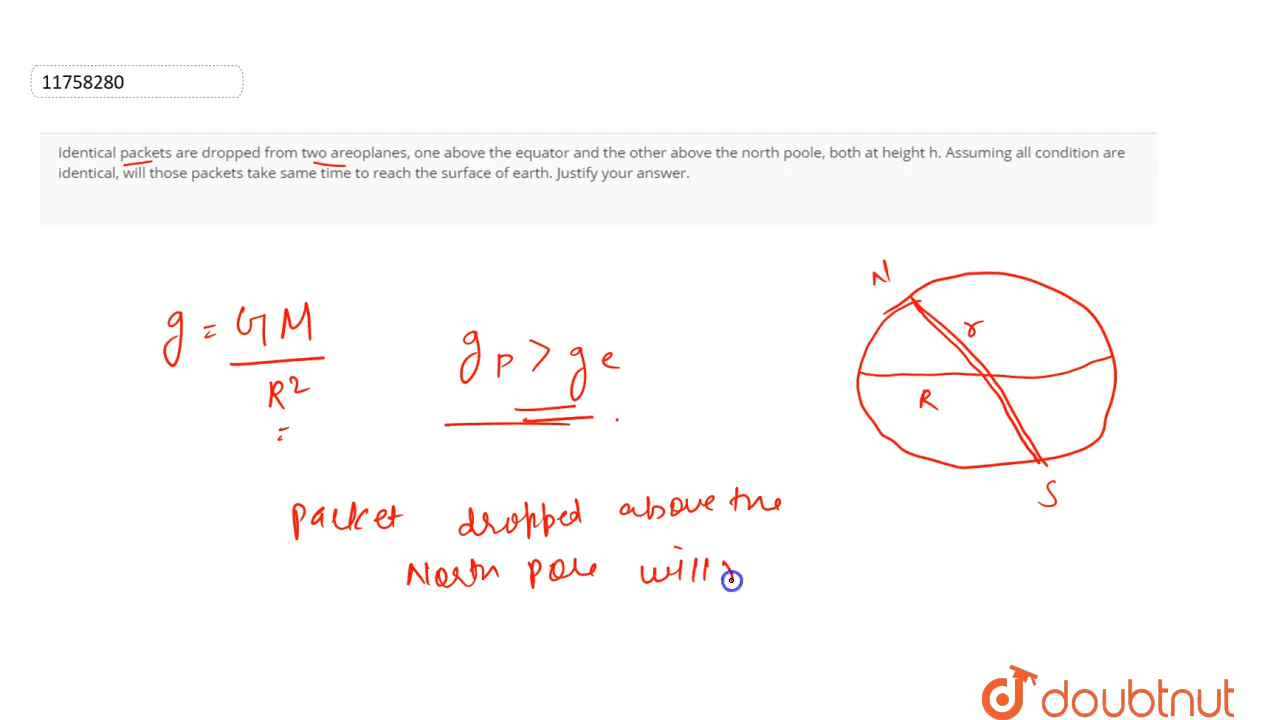 11758280
Identical packets are dropped from two areoplanes, one above the equator and the other above the north poole, both at height h. Assuming all condition are
identical, will those packets take same time to reach the surface of earth. Justify your answer.
N
g = GM
R²
gp > ge
r
R
S
Packet dropped above the
North pole will
doubtnut